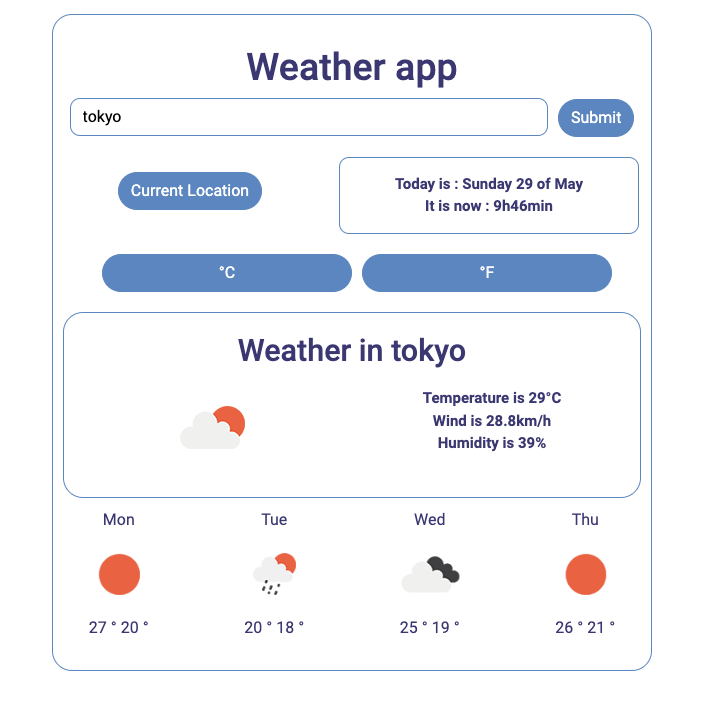 Weather app
tokyo
Submit
Current Location
Today is : Sunday 29 of May
It is now : 9h46min
°C
°F
Weather in tokyo
Temperature is 29°C
Wind is 28.8km/h
Humidity is 39%
Mon Tue Wed Thu
27 ° 20 ° 20 ° 18 ° 25 ° 19 ° 26 ° 21 °